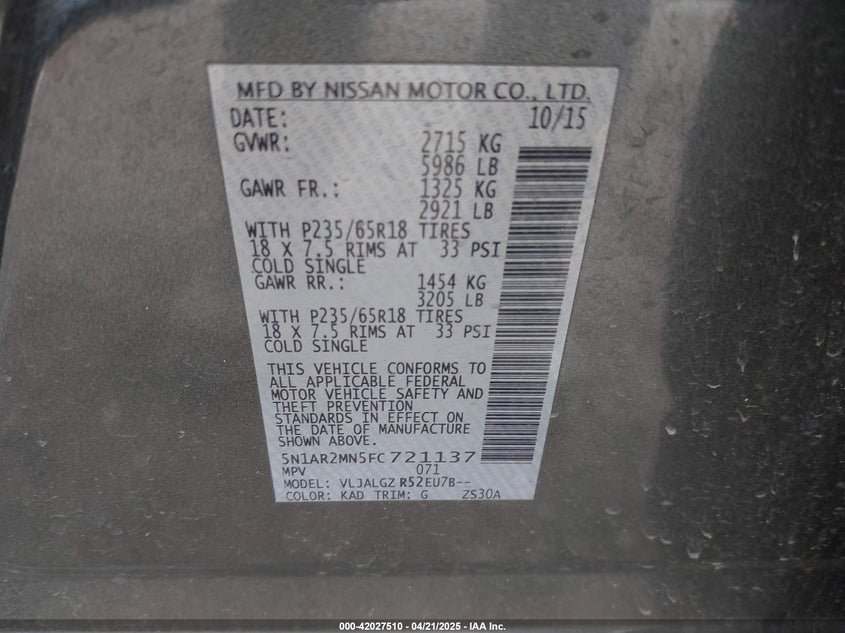 MFD BY NISSAN MOTOR CO., LTD.
DATE: 10/15
GVWR: 2715 KG
5986 LB
GAWR FR.: 1325 KG
2921 LB
WITH P235/65R18 TIRES
18 X 7.5 RIMS AT 33 PSI
COLD SINGLE
GAWR RR.: 1454 KG
3205 LB
WITH P235/65R18 TIRES
18 X 7.5 RIMS AT 33 PSI
COLD SINGLE
THIS VEHICLE CONFORMS TO
ALL APPLICABLE FEDERAL
MOTOR VEHICLE SAFETY AND
THEFT PREVENTION
STANDARDS IN EFFECT ON
THE DATE OF MANUFACTURE
SHOWN ABOVE.
5N1AR2MN5FC721137
MPV 071
MODEL: VLJALGZ R52EU7B--
COLOR: KAD TRIM: G ZS30A
000-42027510 - 04/21/2025 - IAA Inc.